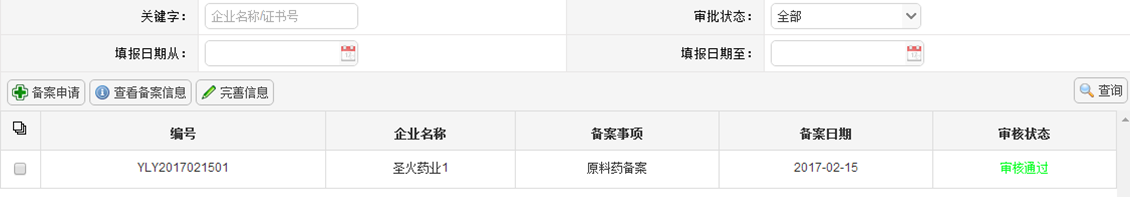 关键字： 企业名称/证书号 审批状态： 全部
填报日期从： 填报日期至：
备案申请 查看备案信息 完善信息 查询
编号 企业名称 备案事项 备案日期 审核状态
YLY2017021501 圣火药业1 原料药备案 2017-02-15 审核通过